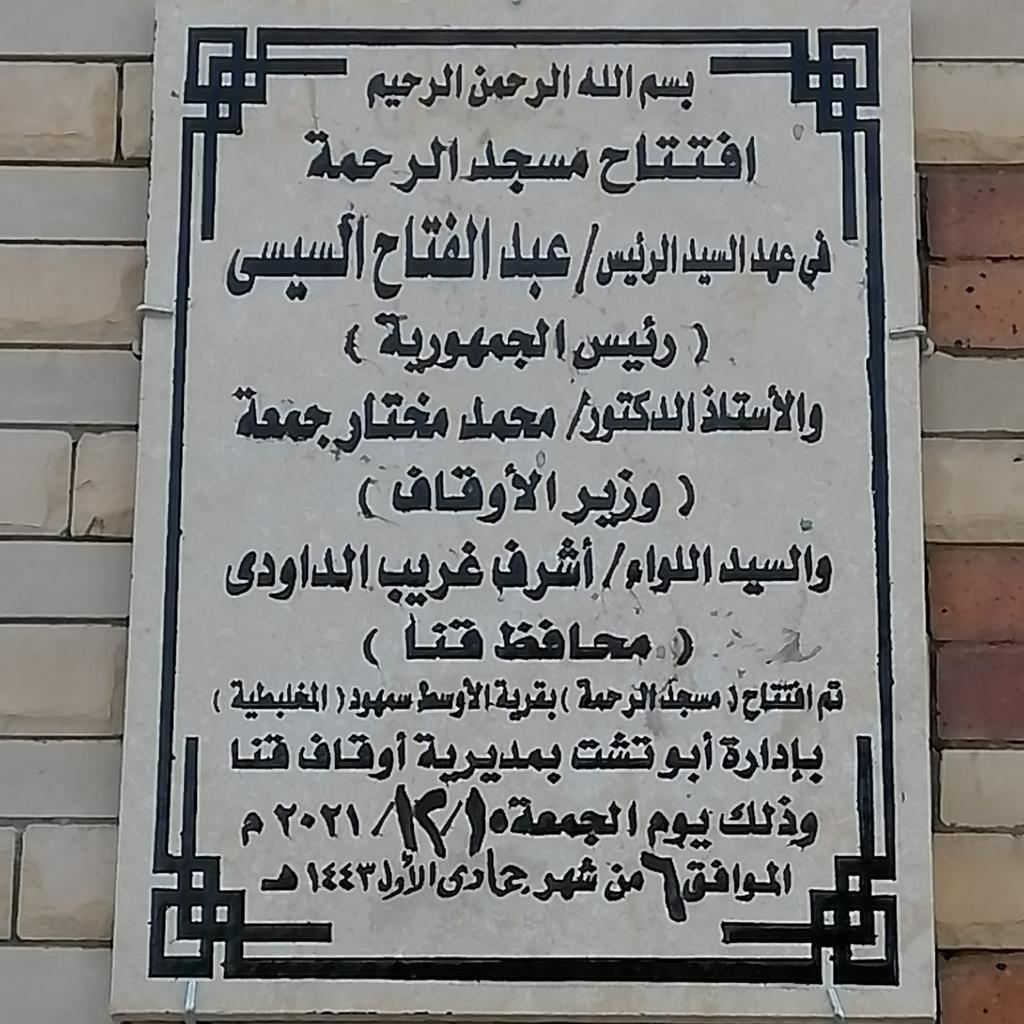 بسم الله الرحمن الرحيم
افتتاح مسجد الرحمة
في عهد السيد الرئيس/ عبد الفتاح السيسى
( رئيس الجمهورية )
والأستاذ الدكتور/ محمد مختار جمعة
( وزير الأوقاف )
والسيد اللواء/ أشرف غريب الداودى
( محافظ قنا )
تم افتتاح ( مسجد الرحمة ) بقرية الأوسط سمهود ( المغلبطية )
بإدارة أبو تشت بمديرية أوقاف قنا
وذلك يوم الجمعة ١٢/١٠/ ٢٠٢١ م
الموافق ٦ من شهر جمادى الأول ١٤٤٣ هـ